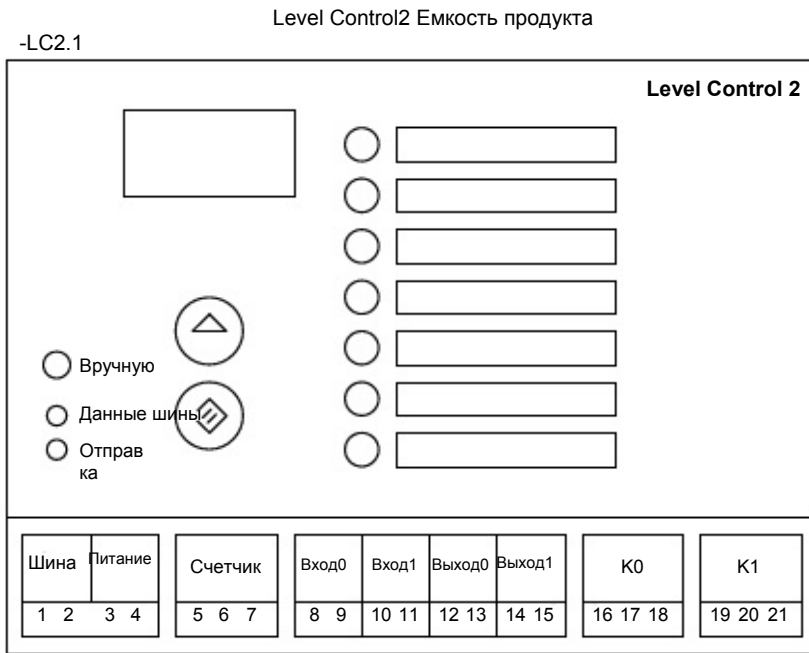 Level Control2 Емкость продукта
-LC2.1
Level Control 2
Вручную
Данные шины
Отправ
ка
Шина Питание Счетчик Вход0 Вход1 Выход0 Выход1 K0 K1
1 2 3 4 5 6 7 8 9 10 11 12 13 14 15 16 17 18 19 20 21